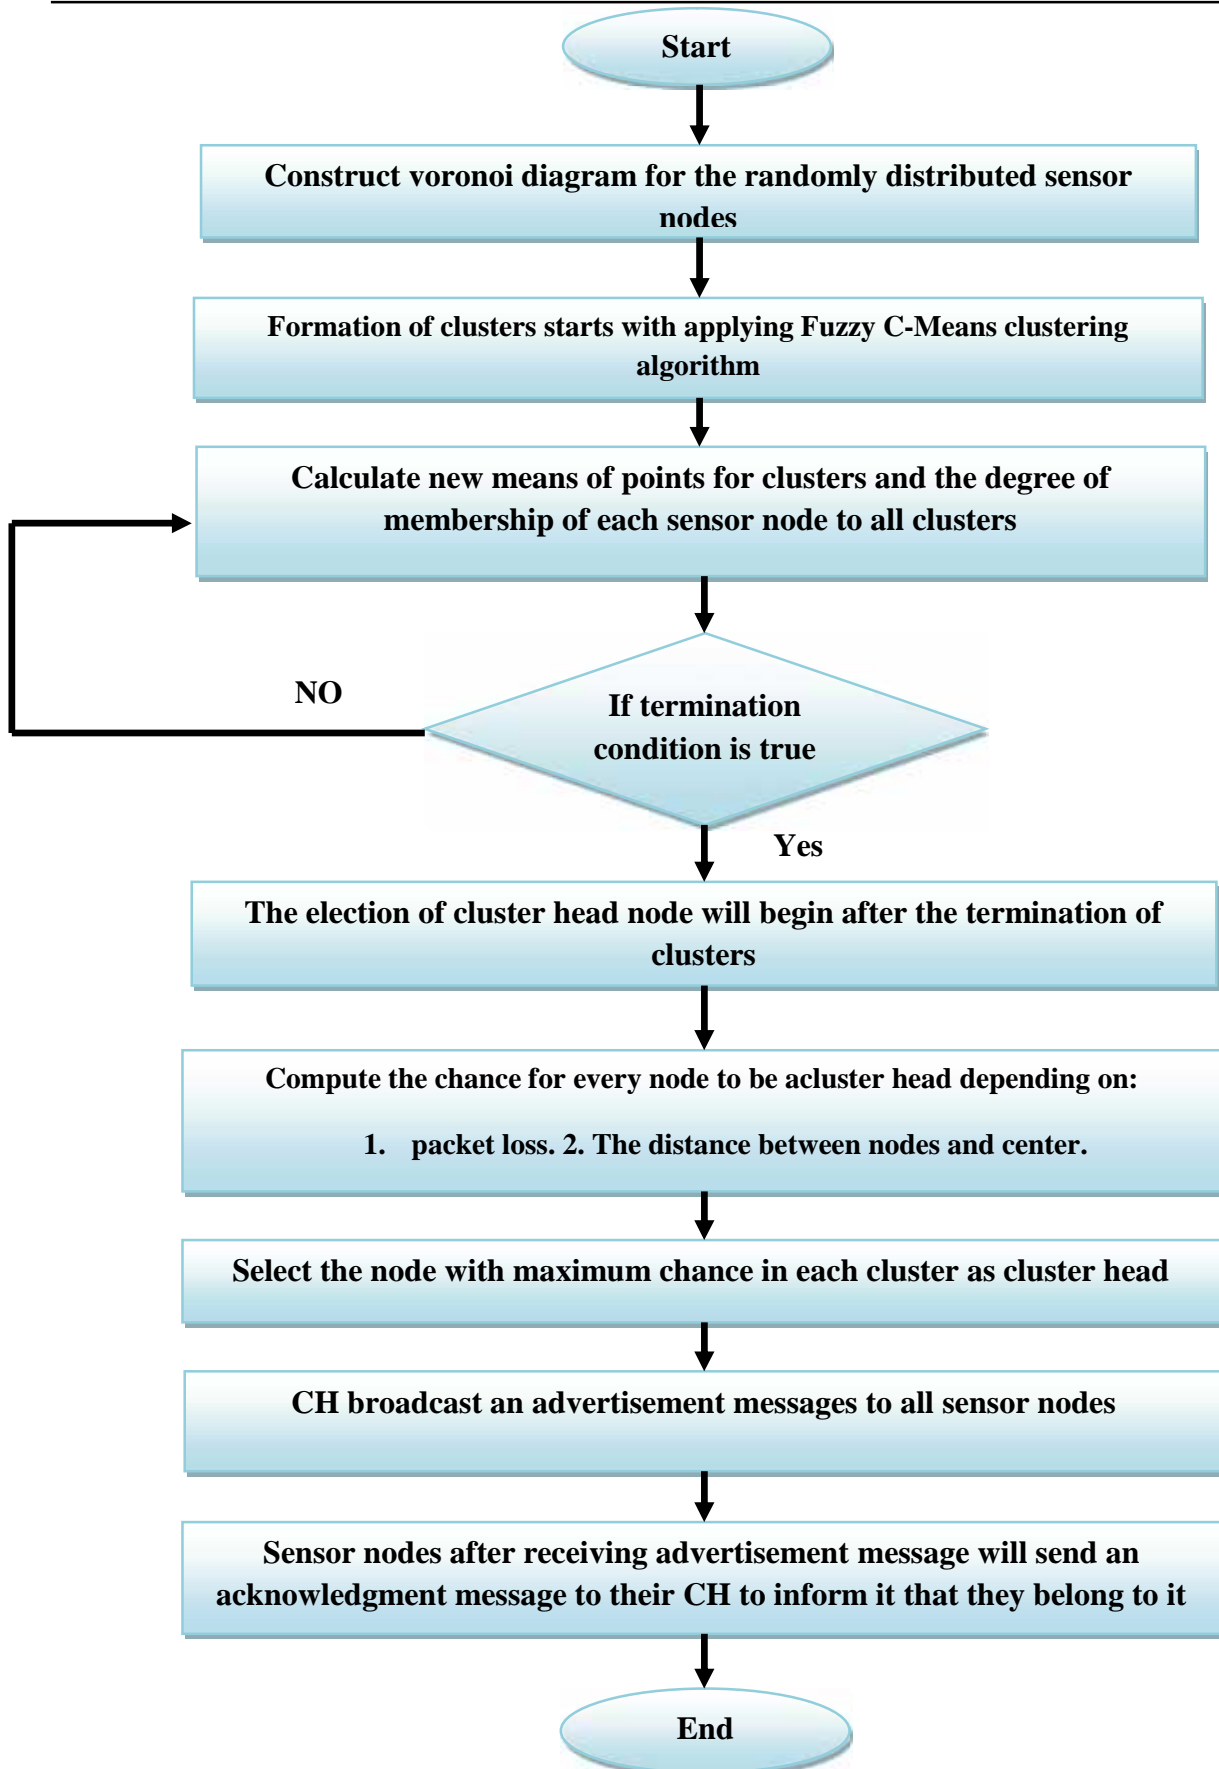 Start
Construct voronoi diagram for the randomly distributed sensor
nodes
Formation of clusters starts with applying Fuzzy C-Means clustering
algorithm
Calculate new means of points for clusters and the degree of
membership of each sensor node to all clusters
NO
If termination
condition is true
Yes
The election of cluster head node will begin after the termination of
clusters
Compute the chance for every node to be acluster head depending on:
1. packet loss. 2. The distance between nodes and center.
Select the node with maximum chance in each cluster as cluster head
CH broadcast an advertisement messages to all sensor nodes
Sensor nodes after receiving advertisement message will send an
acknowledgment message to their CH to inform it that they belong to it
End